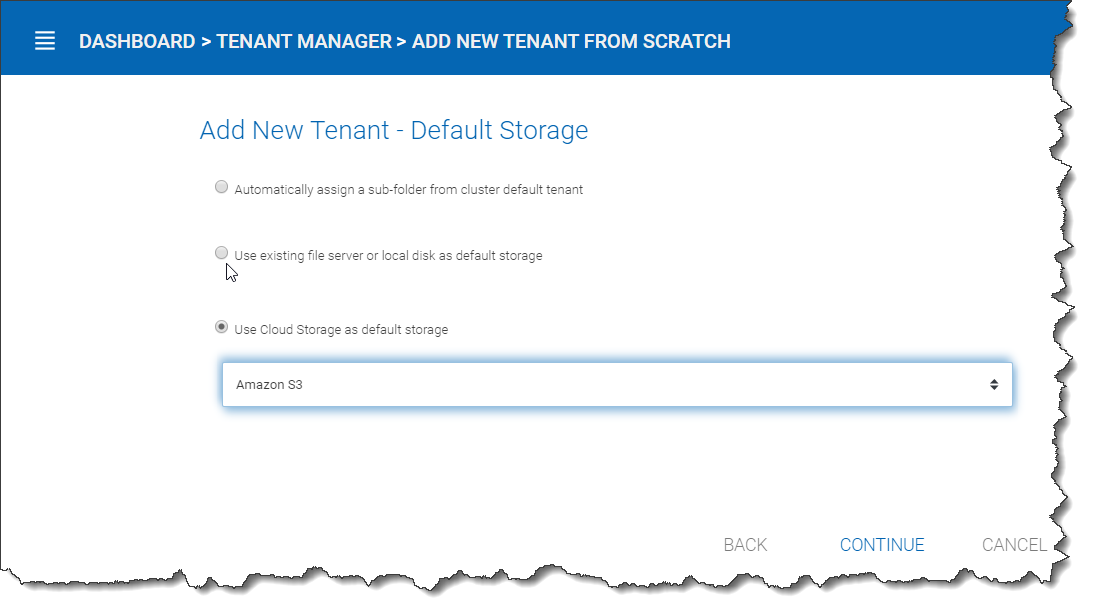 DASHBOARD > TENANT MANAGER > ADD NEW TENANT FROM SCRATCH
Add New Tenant - Default Storage
Automatically assign a sub-folder from cluster default tenant
Use existing file server or local disk as default storage
Use Cloud Storage as default storage
Amazon S3
BACK CONTINUE CANCEL